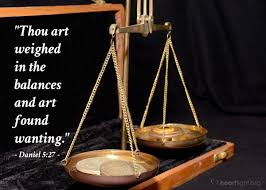 "Thou art
weighed
in the
balances
and art
found
wanting."
-- Daniel 5:27 -